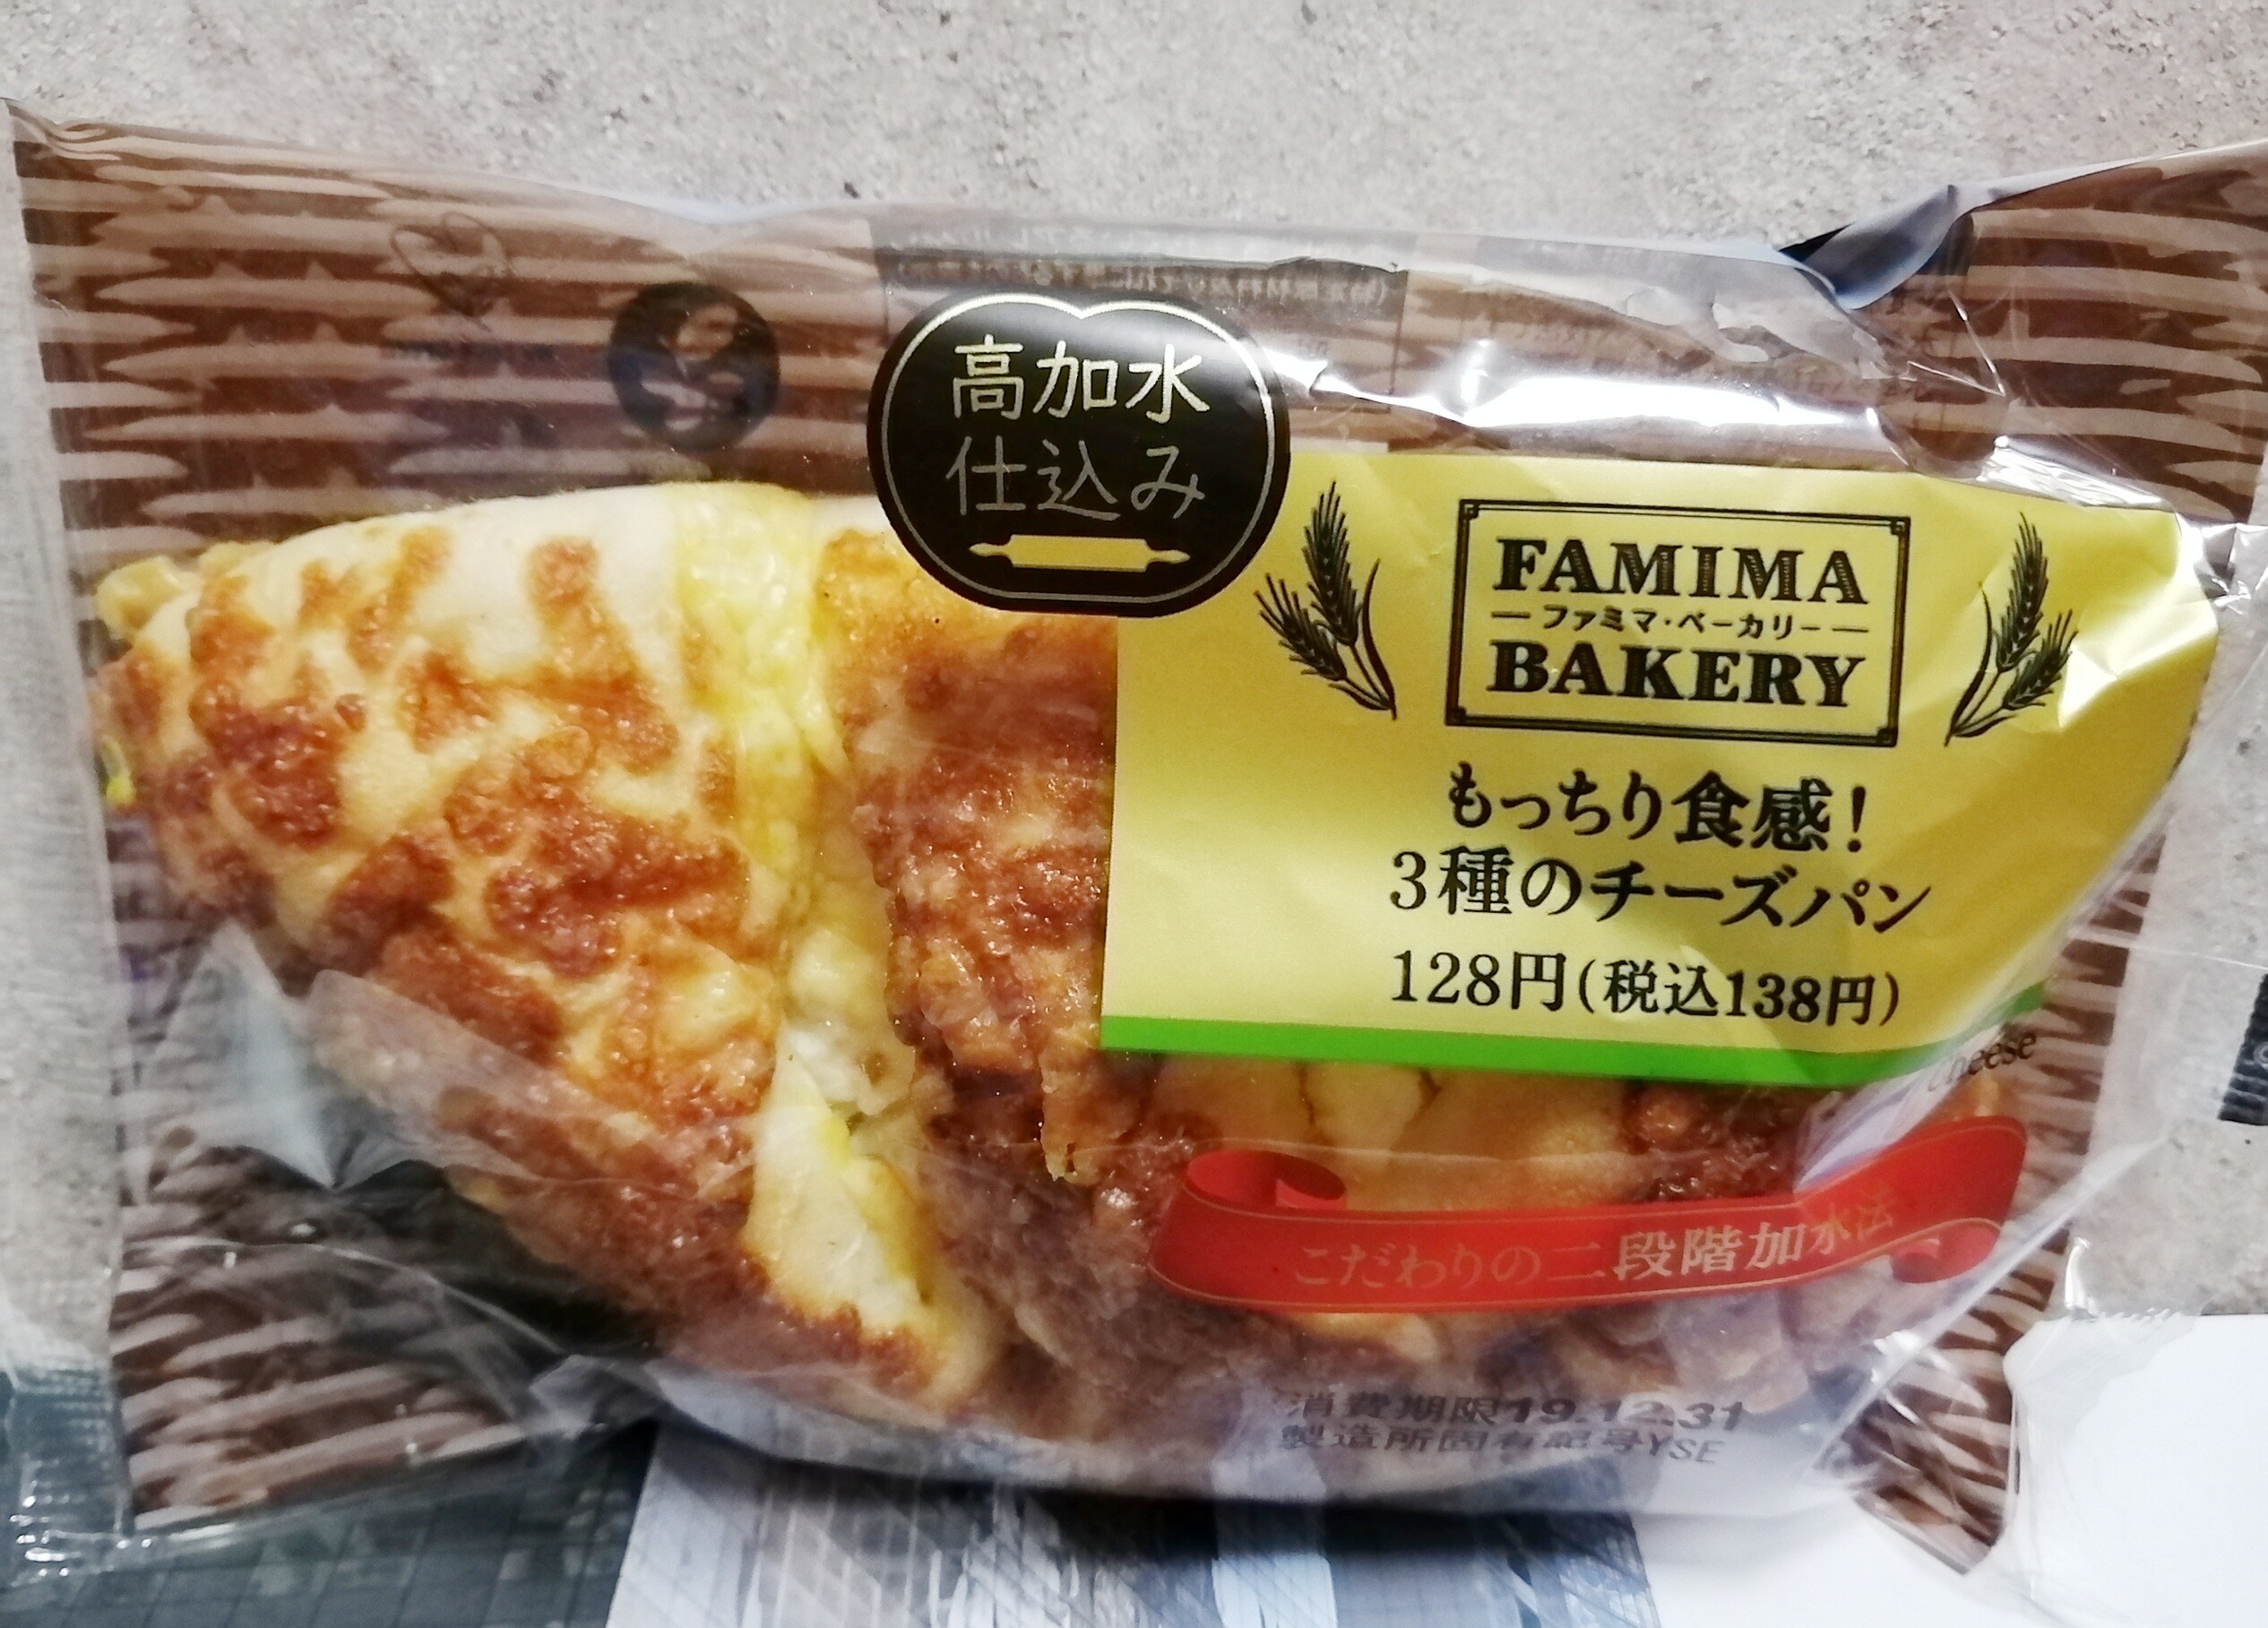 高加水
仕込み
FAMIMA
ファミマ・ベーカリー
BAKERY
もっちり食感!
3種のチーズパン
128円(税込138円)
cheese
こだわりの二段階加水法
消費期限19.12.31
製造所固有記号YSE